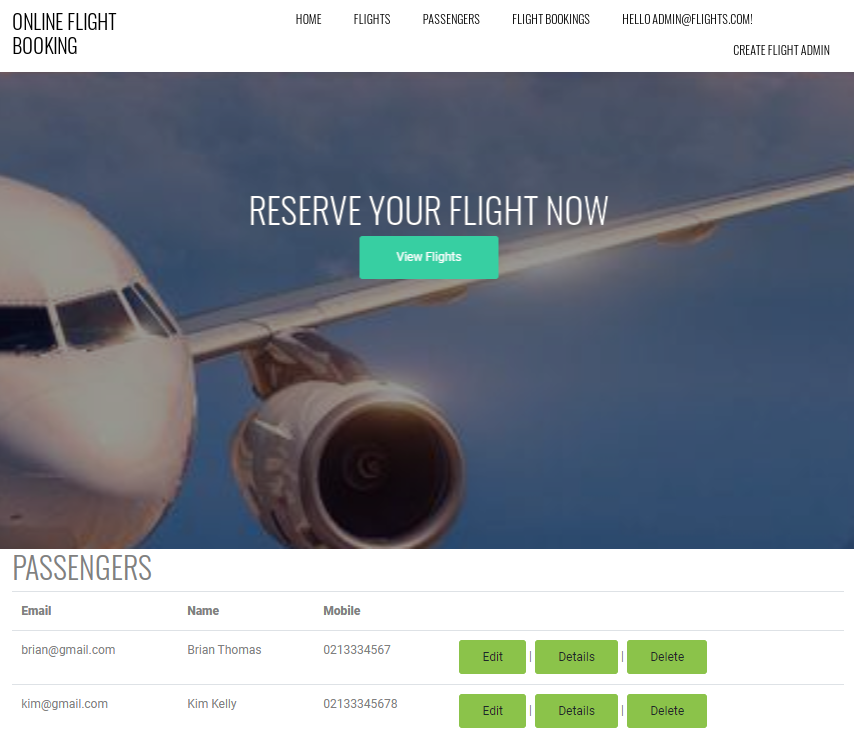 ONLINE FLIGHT
BOOKING
HOME FLIGHTS PASSENGERS FLIGHT BOOKINGS HELLO ADMIN@FLIGHTS.COM!
CREATE FLIGHT ADMIN
RESERVE YOUR FLIGHT NOW
View Flights
PASSENGERS
Email Name Mobile
brian@gmail.com Brian Thomas 0213334567 Edit | Details | Delete
kim@gmail.com Kim Kelly 02133345678 Edit | Details | Delete